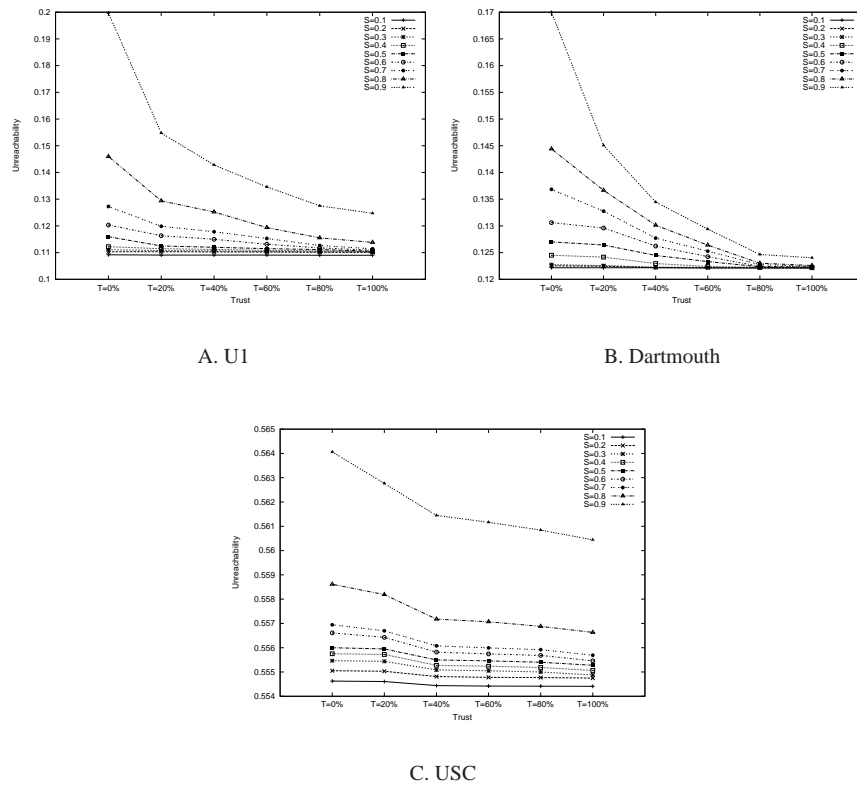 0.2
0.19
0.18
0.17
0.16
0.15
0.14
0.13
0.12
0.11
0.1
Unreachability
T=0% T=20% T=40% T=60% T=80% T=100%
Trust
S=0.1
S=0.2
S=0.3
S=0.4
S=0.5
S=0.6
S=0.7
S=0.8
S=0.9
A. U1
0.17
0.165
0.16
0.155
0.15
0.145
0.14
0.135
0.13
0.125
0.12
Unreachability
T=0% T=20% T=40% T=60% T=80% T=100%
Trust
S=0.1
S=0.2
S=0.3
S=0.4
S=0.5
S=0.6
S=0.7
S=0.8
S=0.9
B. Dartmouth
0.565
0.564
0.563
0.562
0.561
0.56
0.559
0.558
0.557
0.556
0.555
0.554
Unreachability
T=0% T=20% T=40% T=60% T=80% T=100%
Trust
S=0.1
S=0.2
S=0.3
S=0.4
S=0.5
S=0.6
S=0.7
S=0.8
S=0.9
C. USC